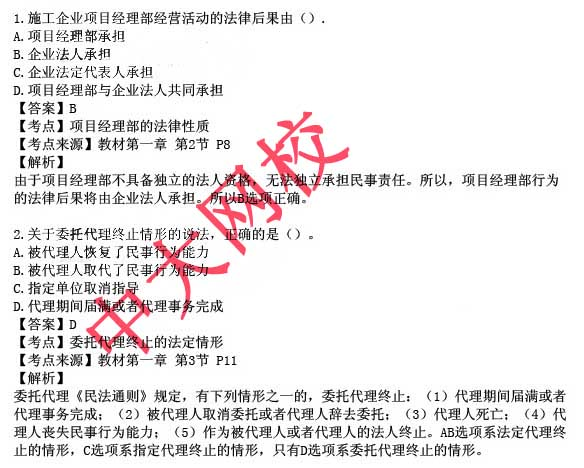 1.施工企业项目经理部经营活动的法律后果由（）.
A.项目经理部承担
B.企业法人承担
C.企业法定代表人承担
D.项目经理部与企业法人共同承担
【答案】B
【考点】项目经理部的法律性质
【考点来源】教材第一章 第2节 P8
【解析】
由于项目经理部不具备独立的法人资格，无法独立承担民事责任。所以，项目经理部行为
的法律后果将由企业法人承担。所以B选项正确。
2.关于委托代理终止情形的说法，正确的是（）。
A.被代理人恢复了民事行为能力
B.被代理人取代了民事行为能力
C.指定单位取消指导
D.代理期间届满或者代理事务完成
【答案】D
【考点】委托代理终止的法定情形
【考点来源】教材第一章 第3节 P11
【解析】
委托代理《民法通则》规定，有下列情形之一的，委托代理终止：（1）代理期间届满或者
代理事务完成；（2）被代理人取消委托或者代理人辞去委托；（3）代理人死亡；（4）代
理人丧失民事行为能力；（5）作为被代理人或者代理人的法人终止。AB选项系法定代理终
止的情形，C选项系指定代理终止的情形，只有D选项系委托代理终止的情形。
中大网校